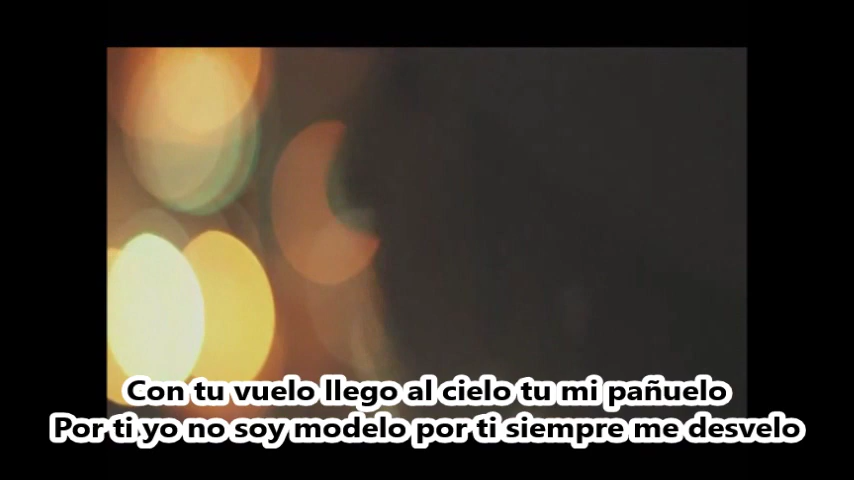 Con tu vuelo llego al cielo tu mi pañuelo
Por ti yo no soy modelo por ti siempre me desvelo